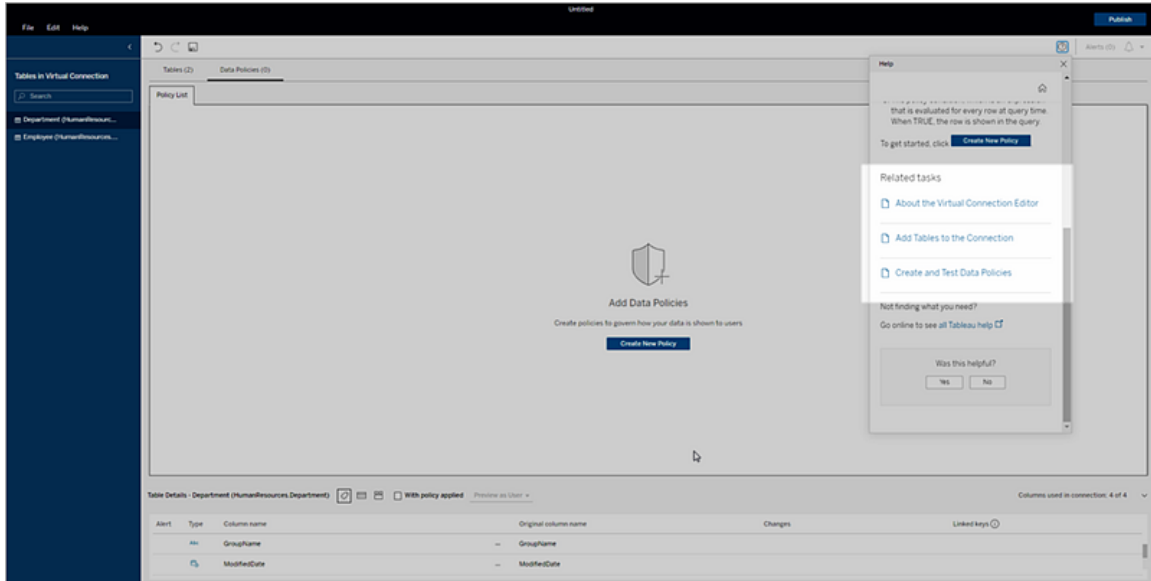 Untitled
File Edit Help
Publish
Alerts (0)
Tables in Virtual Connection
Search
Department (HumanResourc...
Employee (HumanResources....
Tables (2) Data Policies (0)
Policy List
Add Data Policies
Create policies to govern how your data is shown to users
Create New Policy
Help
that is evaluated for every row at query time.
When TRUE, the row is shown in the query.
To get started, click Create New Policy
Related tasks
About the Virtual Connection Editor
Add Tables to the Connection
Create and Test Data Policies
Not finding what you need?
Go online to see all Tableau help
Was this helpful?
Yes No
Table Details - Department (HumanResources.Department) With policy applied Preview as User
Columns used in connection: 4 of 4
Alert Type Column name Original column name Changes Linked keys
Abc GroupName GroupName
ModifiedDate ModifiedDate